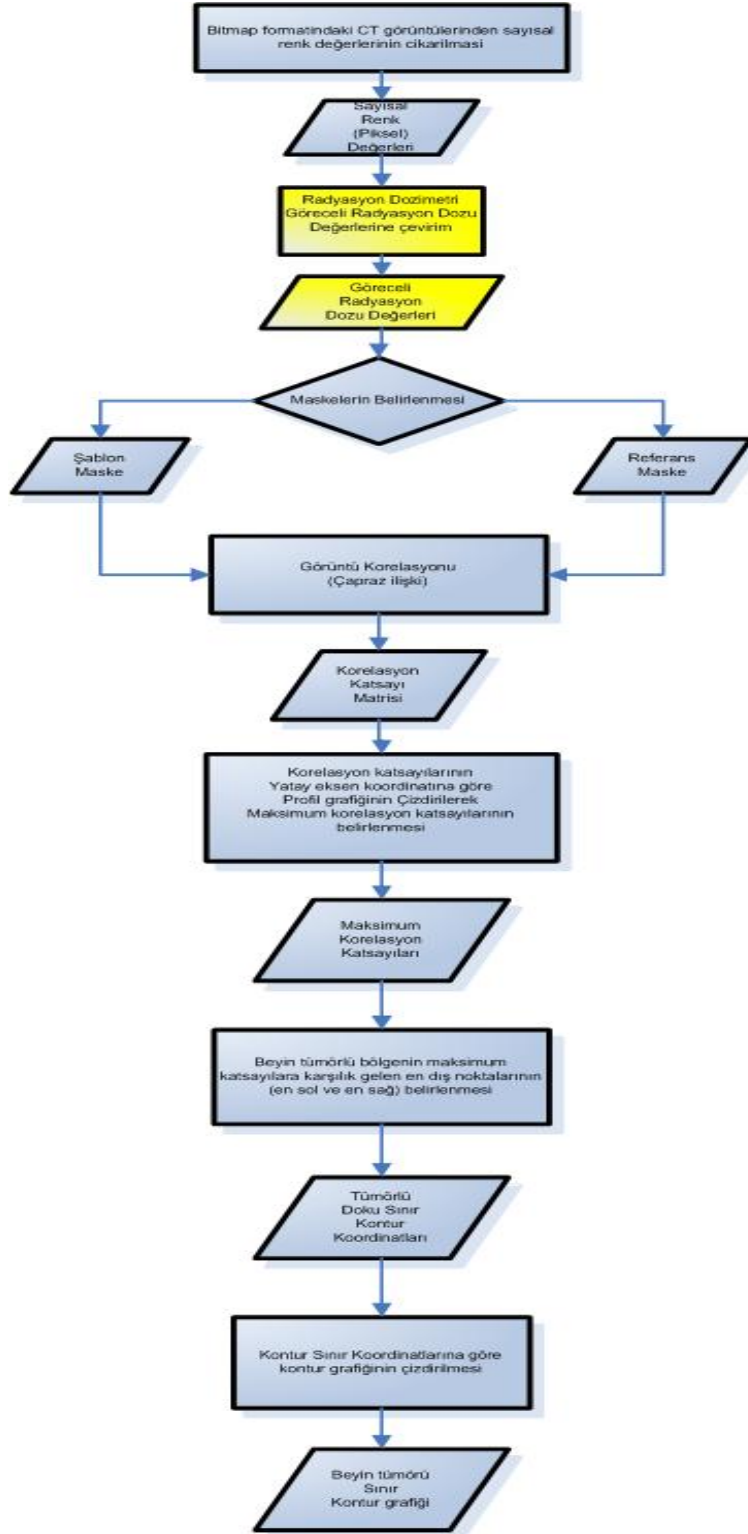 Bitmap formatindaki CT görüntülerinden sayısal
renk değerlerinin cikarilması
Sayısal
Renk
(Piksel)
Değerleri
Radyasyon Dozimetri
Göreceli Radyasyon Dozu
Değerlerine çevirim
Göreceli
Radyasyon
Dozu Değerleri
Maskelerin Belirlenmesi
Şablon
Maske
Referans
Maske
Görüntü Korelasyonu
(Çapraz ilişki)
Korelasyon
Katsayı
Matrisi
Korelasyon katsayılarının
Yatay eksen koordinatına göre
Profil grafiğinin Çizdirilerek
Maksimum korelasyon katsayılarının
belirlenmesi
Maksimum
Korelasyon
Katsayıları
Beyin tümörlü bölgenin maksimum
katsayılara karşılık gelen en dış noktalarının
(en sol ve en sağ) belirlenmesi
Tümörlü
Doku Sınır
Kontur
Koordinatları
Kontur Sınır Koordinatlarına göre
kontur grafiğinin çizdirilmesi
Beyin tümörü
Sınır
Kontur grafiği